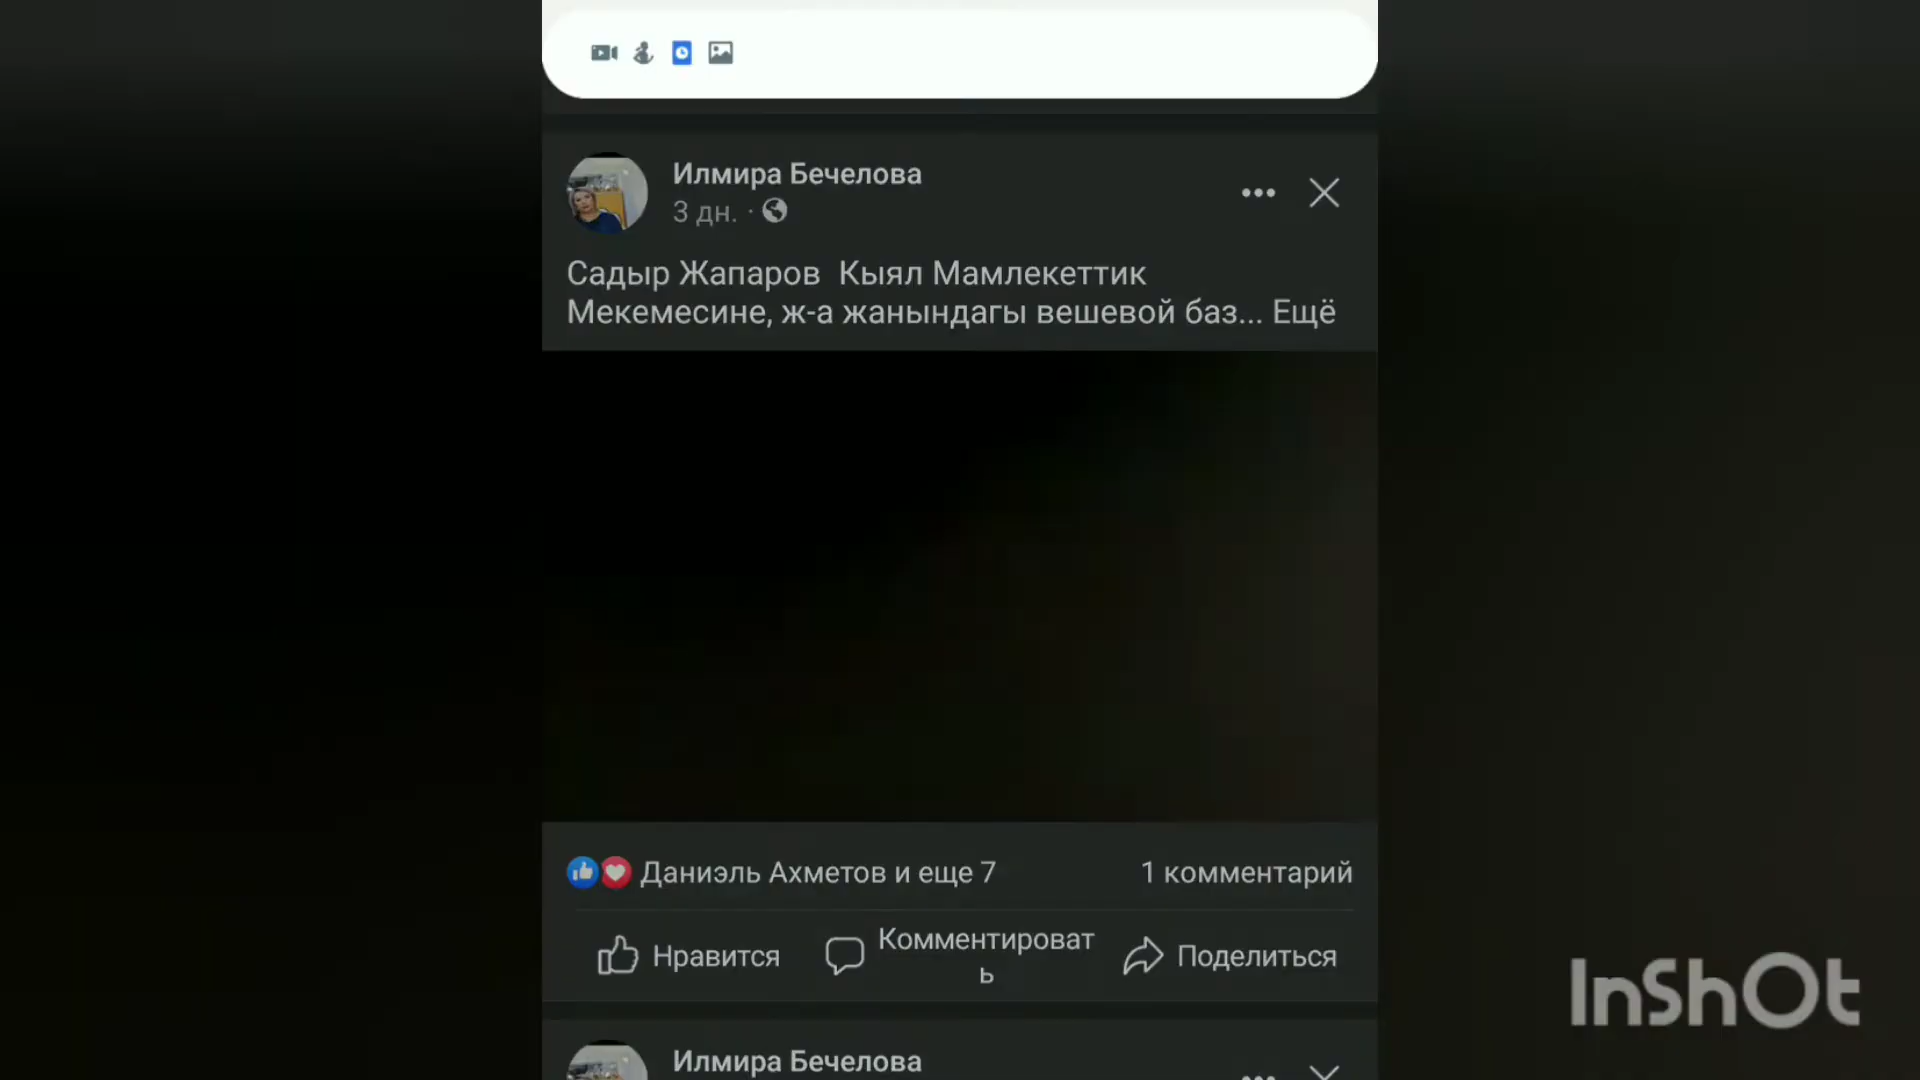 Илмира Бечелова
3 дн. ·
Садыр Жапаров  Кыял Мамлекеттик
Мекемесине, ж-а жанындагы вешевой баз... Ещё
Даниэль Ахметов и еще 7
1 комментарий
Нравится
Комментироват
ь
Поделиться
Илмира Бечелова
InShOt